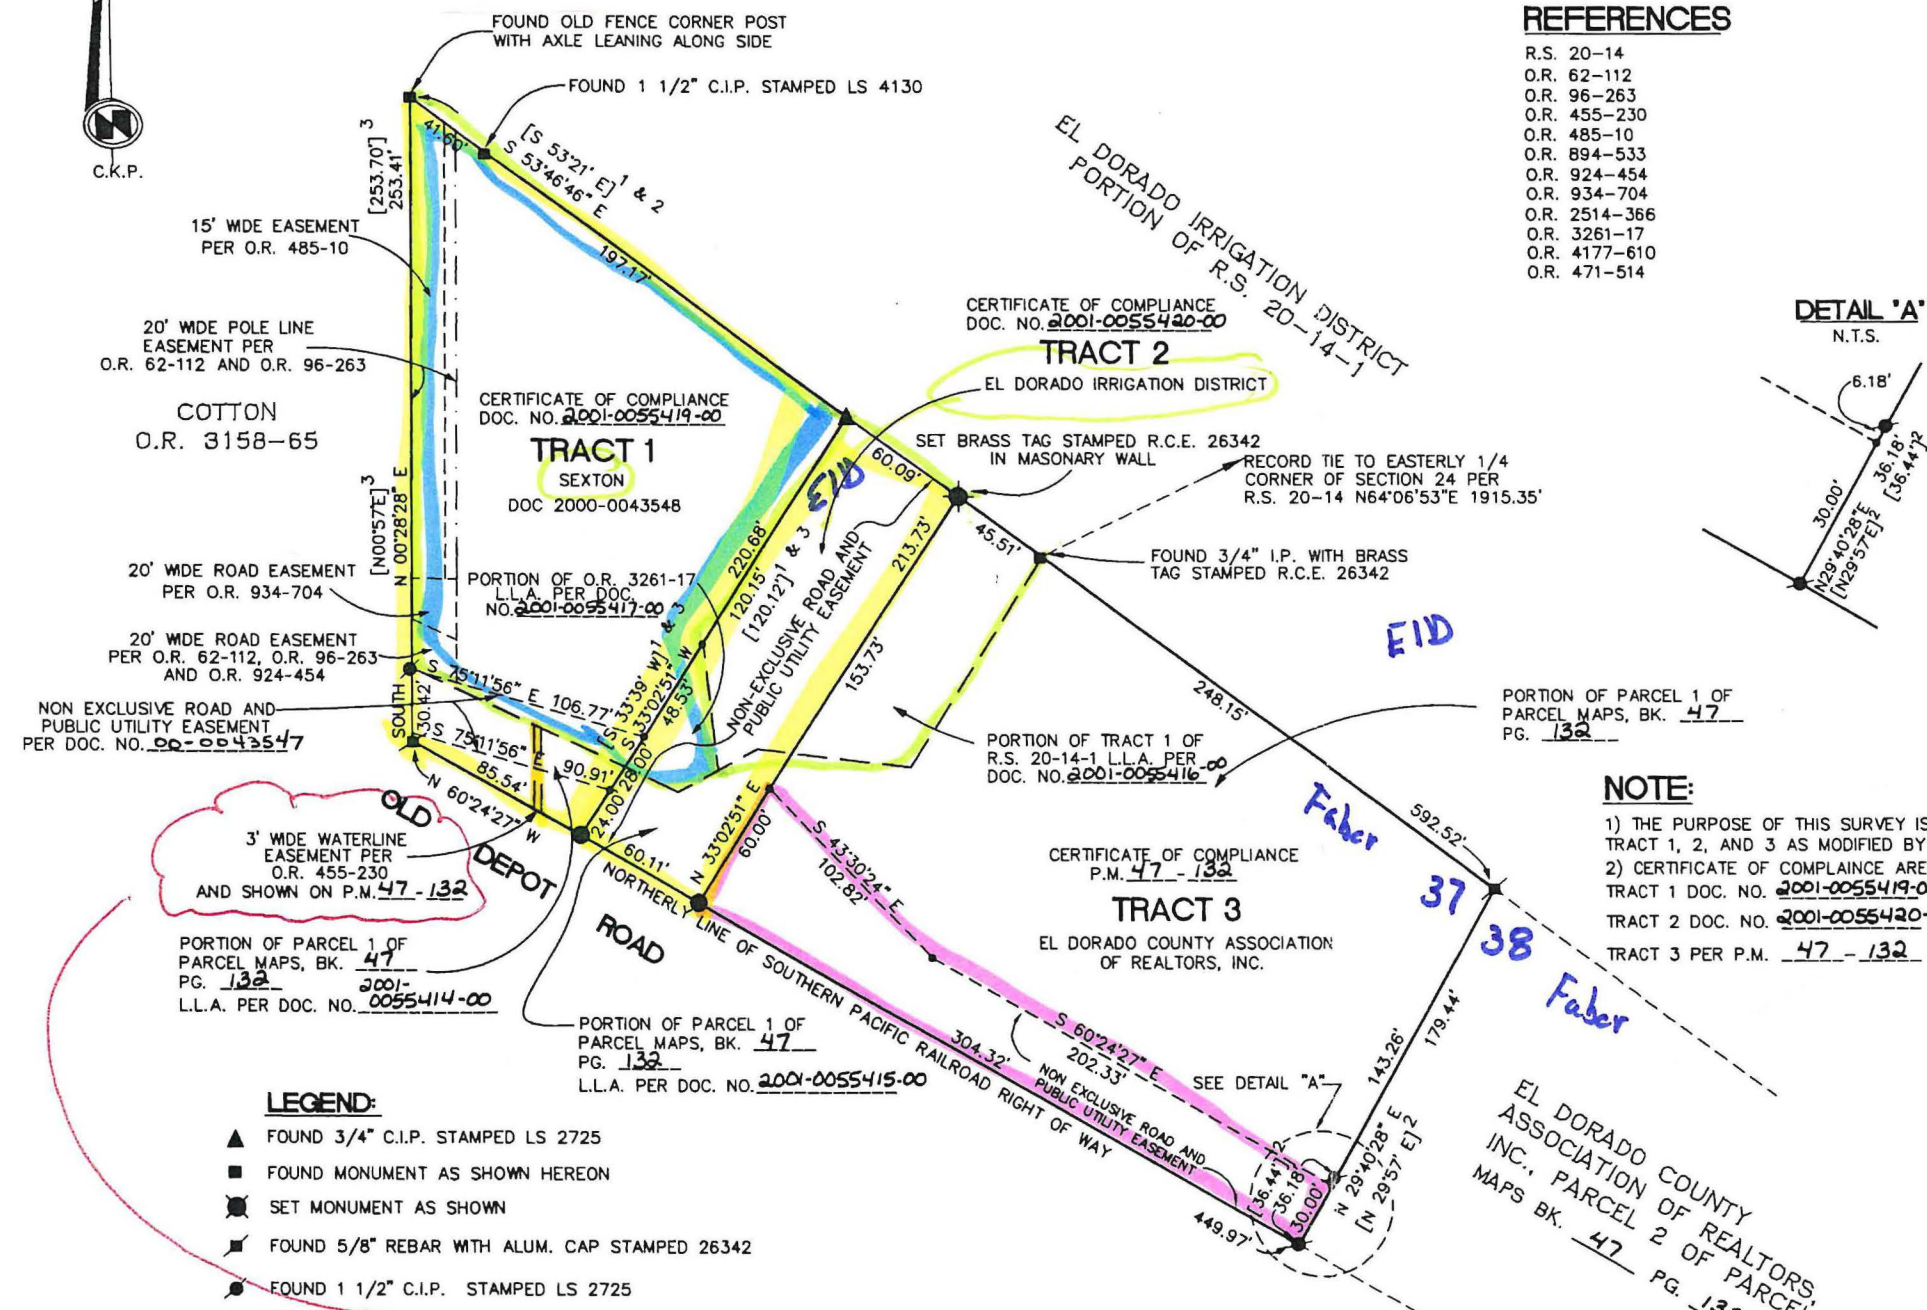 FOUND OLD FENCE CORNER POST
WITH AXLE LEANING ALONG SIDE
FOUND 1 1/2" C.I.P. STAMPED LS 4130
N
C.K.P.
REFERENCES
R.S. 20-14
O.R. 62-112
O.R. 96-263
O.R. 455-230
O.R. 485-10
O.R. 894-533
O.R. 924-454
O.R. 934-704
O.R. 2514-366
O.R. 3261-17
O.R. 4177-610
O.R. 471-514
DETAIL "A"
N.T.S.
6.18'
36.18'
[36.44']2
30.00'
N29°40'28"E
[N29°57'E]2
41.60'
[S 53°21' E]1 & 2
S 53°46'46" E
197.17'
[253.70']3
253.41'
15' WIDE EASEMENT
PER O.R. 485-10
20' WIDE POLE LINE
EASEMENT PER
O.R. 62-112 AND O.R. 96-263
COTTON
O.R. 3158-65
[N00°57'E]3
N 00°28'28" E
EL DORADO IRRIGATION DISTRICT
PORTION OF R.S. 20-14-1
CERTIFICATE OF COMPLIANCE
DOC. NO. 2001-0055420-00
TRACT 2
EL DORADO IRRIGATION DISTRICT
CERTIFICATE OF COMPLIANCE
DOC. NO. 2001-0055419-00
TRACT 1
SEXTON
DOC 2000-0043548
SET BRASS TAG STAMPED R.C.E. 26342
IN MASONARY WALL
RECORD TIE TO EASTERLY 1/4
CORNER OF SECTION 24 PER
R.S. 20-14 N64°06'53"E 1915.35'
FOUND 3/4" I.P. WITH BRASS
TAG STAMPED R.C.E. 26342
60.09'
45.51'
EID
220.68'
120.15'
[120.12']1 & 3
213.73'
153.73'
NON-EXCLUSIVE ROAD AND
PUBLIC UTILITY EASEMENT
PORTION OF O.R. 3261-17
L.L.A. PER DOC.
NO. 2001-0055417-00
[S 33°39' W]1 & 3
S 33°02'51" W
48.53'
28.00'
24.00'
20' WIDE ROAD EASEMENT
PER O.R. 934-704
20' WIDE ROAD EASEMENT
PER O.R. 62-112, O.R. 96-263
AND O.R. 924-454
NON EXCLUSIVE ROAD AND
PUBLIC UTILITY EASEMENT
PER DOC. NO. 00-0043547
SOUTH
30.42'
S 75°11'56" E 106.77'
S 75°11'56" E 90.91'
85.54'
N 60°24'27" W
60.11'
OLD DEPOT ROAD
EID
248.15'
PORTION OF PARCEL 1 OF
PARCEL MAPS, BK. 47
PG. 132
PORTION OF TRACT 1 OF
R.S. 20-14-1 L.L.A. PER
DOC. NO. 2001-0055416-00
Faber
592.52'
NOTE:
1) THE PURPOSE OF THIS SURVEY IS
TRACT 1, 2, AND 3 AS MODIFIED BY
2) CERTIFICATE OF COMPLAINCE ARE
TRACT 1 DOC. NO. 2001-0055419-0
TRACT 2 DOC. NO. 2001-0055420-
TRACT 3 PER P.M. 47 - 132
37
38
Faber
3' WIDE WATERLINE
EASEMENT PER
O.R. 455-230
AND SHOWN ON P.M. 47 - 132
N 33°02'51" E
60.00'
S 43°30'24" E
102.82'
CERTIFICATE OF COMPLIANCE
P.M. 47 - 132
TRACT 3
EL DORADO COUNTY ASSOCIATION
OF REALTORS, INC.
NORTHERLY LINE OF SOUTHERN PACIFIC RAILROAD RIGHT OF WAY
304.32'
S 60°24'27" E
202.33'
NON EXCLUSIVE ROAD AND
PUBLIC UTILITY EASEMENT
SEE DETAIL "A"
143.26'
179.44'
N 29°40'28" E
[N 29°57' E]2
[36.44']2
36.18'
30.00'
449.97'
PORTION OF PARCEL 1 OF
PARCEL MAPS, BK. 47
PG. 132
2001-
L.L.A. PER DOC. NO. 0055414-00
PORTION OF PARCEL 1 OF
PARCEL MAPS, BK. 47
PG. 132
L.L.A. PER DOC. NO. 2001-0055415-00
EL DORADO COUNTY
ASSOCIATION OF REALTORS,
INC., PARCEL 2 OF PARCEL
MAPS BK. 47 PG. 132
LEGEND:
FOUND 3/4" C.I.P. STAMPED LS 2725
FOUND MONUMENT AS SHOWN HEREON
SET MONUMENT AS SHOWN
FOUND 5/8" REBAR WITH ALUM. CAP STAMPED 26342
FOUND 1 1/2" C.I.P. STAMPED LS 2725